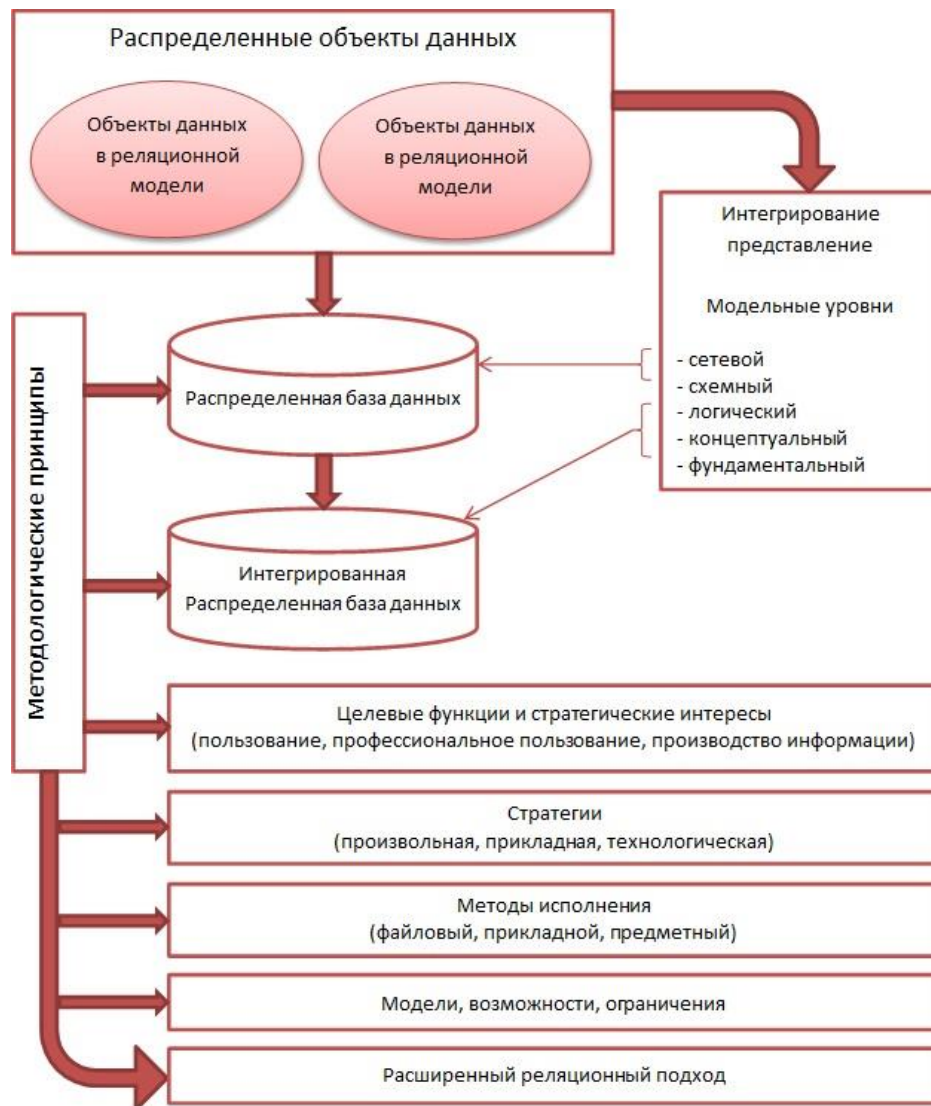 Распределенные объекты данных
Объекты данных
в реляционной
модели
Объекты данных
в реляционной
модели
Интегрирование
представление
Модельные уровни
- сетевой
- схемный
- логический
- концептуальный
- фундаментальный
Методологические принципы
Распределенная база данных
Интегрированная
Распределенная база данных
Целевые функции и стратегические интересы
(пользование, профессиональное пользование, производство информации)
Стратегии
(произвольная, прикладная, технологическая)
Методы исполнения
(файловый, прикладной, предметный)
Модели, возможности, ограничения
Расширенный реляционный подход